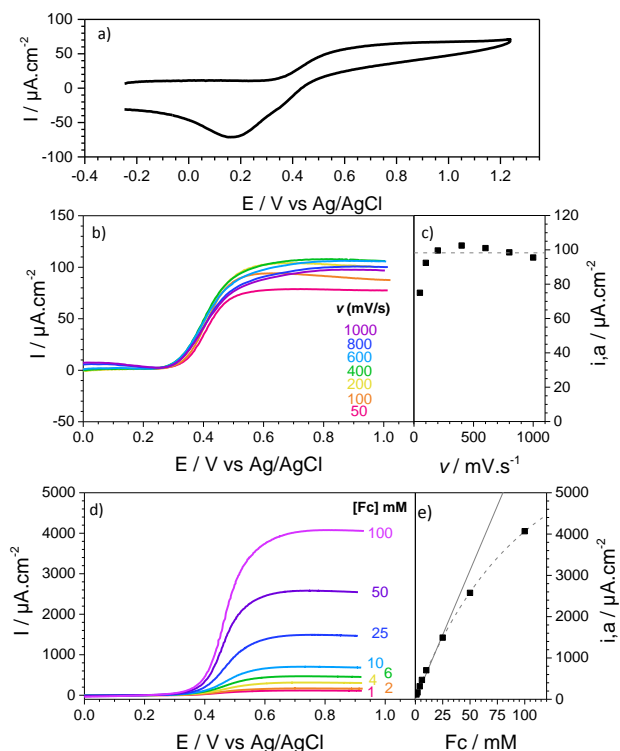 a)
I / µA.cm-2
100
50
0
-50
-100
-0.4 -0.2 0.0 0.2 0.4 0.6 0.8 1.0 1.2
E / V vs Ag/AgCl
b)
I / µA.cm-2
150
100
50
0
-50
v (mV/s)
1000
800
600
400
200
100
50
0.0 0.2 0.4 0.6 0.8 1.0
E / V vs Ag/AgCl
c)
120
100
80
60
40
20
0
i,a / µA.cm-2
0 500 1000
v / mV.s-1
d)
I / µA.cm-2
5000
4000
3000
2000
1000
0
[Fc] mM
100
50
25
10
6
4
2
1
0.0 0.2 0.4 0.6 0.8 1.0
E / V vs Ag/AgCl
e)
5000
4000
3000
2000
1000
0
i,a / µA.cm-2
0 25 50 75 100
Fc / mM